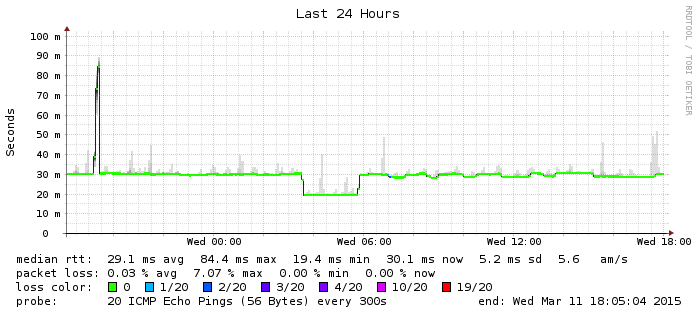 Last 24 Hours
RRDTOOL / TOBI OETIKER
Seconds
100 m
90 m
80 m
70 m
60 m
50 m
40 m
30 m
20 m
10 m
0
Wed 00:00 Wed 06:00 Wed 12:00 Wed 18:00
median rtt: 29.1 ms avg 84.4 ms max 19.4 ms min 30.1 ms now 5.2 ms sd 5.6 am/s
packet loss: 0.03 % avg 7.07 % max 0.00 % min 0.00 % now
loss color: 0 1/20 2/20 3/20 4/20 10/20 19/20
probe: 20 ICMP Echo Pings (56 Bytes) every 300s end: Wed Mar 11 18:05:04 2015